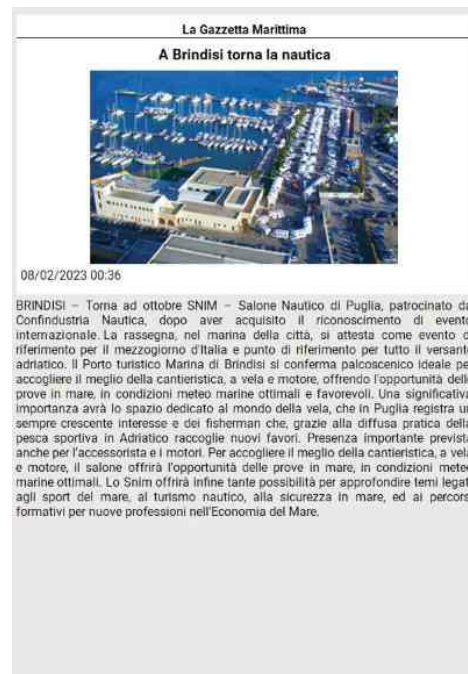 La Gazzetta Marittima
A Brindisi torna la nautica
08/02/2023 00:36
BRINDISI – Torna ad ottobre SNIM – Salone Nautico di Puglia, patrocinato da
Confindustria Nautica, dopo aver acquisito il riconoscimento di evento
internazionale. La rassegna, nel marina della città, si attesta come evento d
riferimento per il mezzogiorno d'Italia e punto di riferimento per tutto il versante
adriatico. Il Porto turistico Marina di Brindisi si conferma palcoscenico ideale pe
accogliere il meglio della cantieristica, a vela e motore, offrendo l'opportunità dell
prove in mare, in condizioni meteo marine ottimali e favorevoli. Una significativa
importanza avrà lo spazio dedicato al mondo della vela, che in Puglia registra un
sempre crescente interesse e dei fisherman che, grazie alla diffusa pratica della
pesca sportiva in Adriatico raccoglie nuovi favori. Presenza importante prevista
anche per l'accessorista e i motori. Per accogliere il meglio della cantieristica, a vela
e motore, il salone offrirà l'opportunità delle prove in mare, in condizioni meteo
marine ottimali. Lo Snim offrirà infine tante possibilità per approfondire temi legat
agli sport del mare, al turismo nautico, alla sicurezza in mare, ed ai percors
formativi per nuove professioni nell'Economia del Mare.